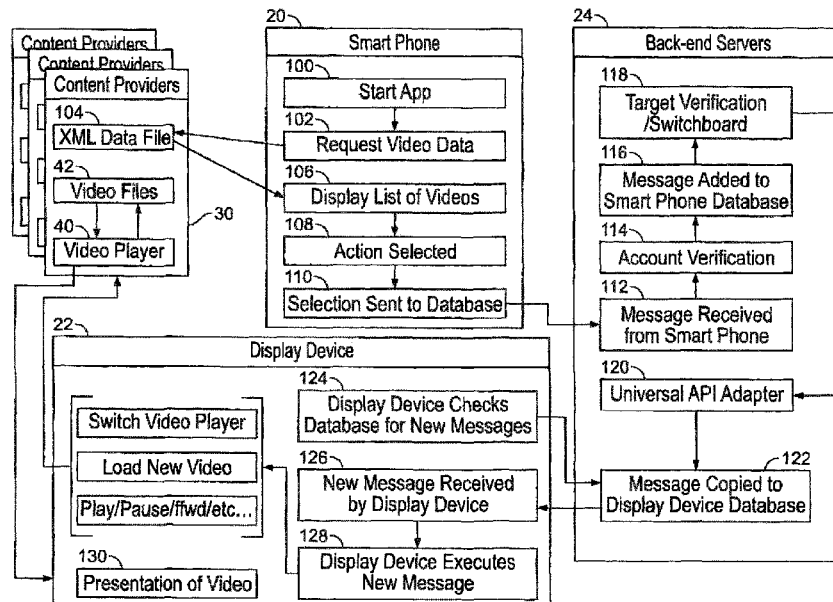 Content Providers
Content Providers
Content Providers
104
XML Data File
42
Video Files
40
Video Player
30
20
Smart Phone
100
Start App
102
Request Video Data
106
Display List of Videos
108
Action Selected
110
Selection Sent to Database
24
Back-end Servers
118
Target Verification
/Switchboard
116
Message Added to
Smart Phone Database
114
Account Verification
112
Message Received
from Smart Phone
120
Universal API Adapter
122
Message Copied to
Display Device Database
22
Display Device
Switch Video Player
Load New Video
Play/Pause/ffwd/etc...
124
Display Device Checks
Database for New Messages
126
New Message Received
by Display Device
128
Display Device Executes
New Message
130
Presentation of Video